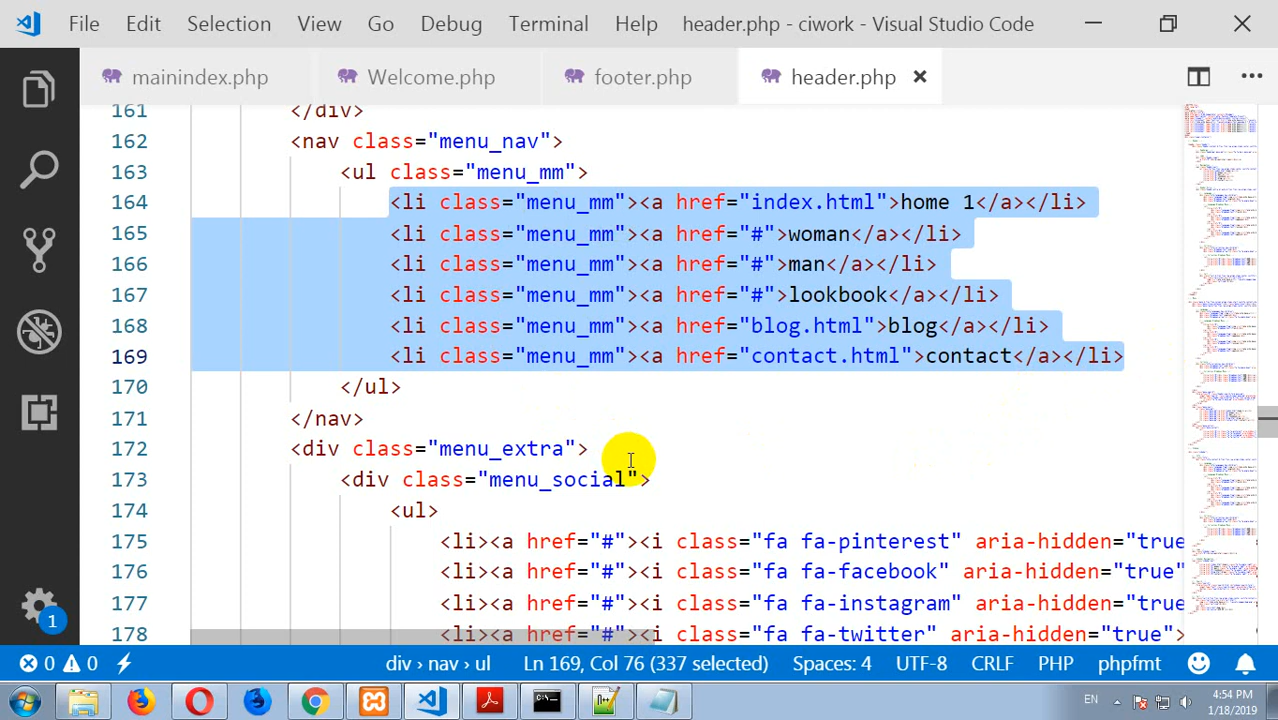 File Edit Selection View Go Debug Terminal Help header.php - ciwork - Visual Studio Code
mainindex.php Welcome.php footer.php header.php
161 </div>
162 <nav class="menu_nav">
163 <ul class="menu_mm">
164 <li class="menu_mm"><a href="index.html">home 1</a></li>
165 <li class="menu_mm"><a href="#">woman</a></li>
166 <li class="menu_mm"><a href="#">man</a></li>
167 <li class="menu_mm"><a href="#">lookbook</a></li>
168 <li class="menu_mm"><a href="blog.html">blog</a></li>
169 <li class="menu_mm"><a href="contact.html">contact</a></li>
170 </ul>
171 </nav>
172 <div class="menu_extra">
173 <div class="menu_social">
174 <ul>
175 <li><a href="#"><i class="fa fa-pinterest" aria-hidden="true
176 <li><a href="#"><i class="fa fa-facebook" aria-hidden="true"
177 <li><a href="#"><i class="fa fa-instagram" aria-hidden="true
178 <li><a href="#"><i class="fa fa-twitter" aria-hidden="true">
1
0 0 div › nav › ul Ln 169, Col 76 (337 selected) Spaces: 4 UTF-8 CRLF PHP phpfmt
EN 4:54 PM
1/18/2019